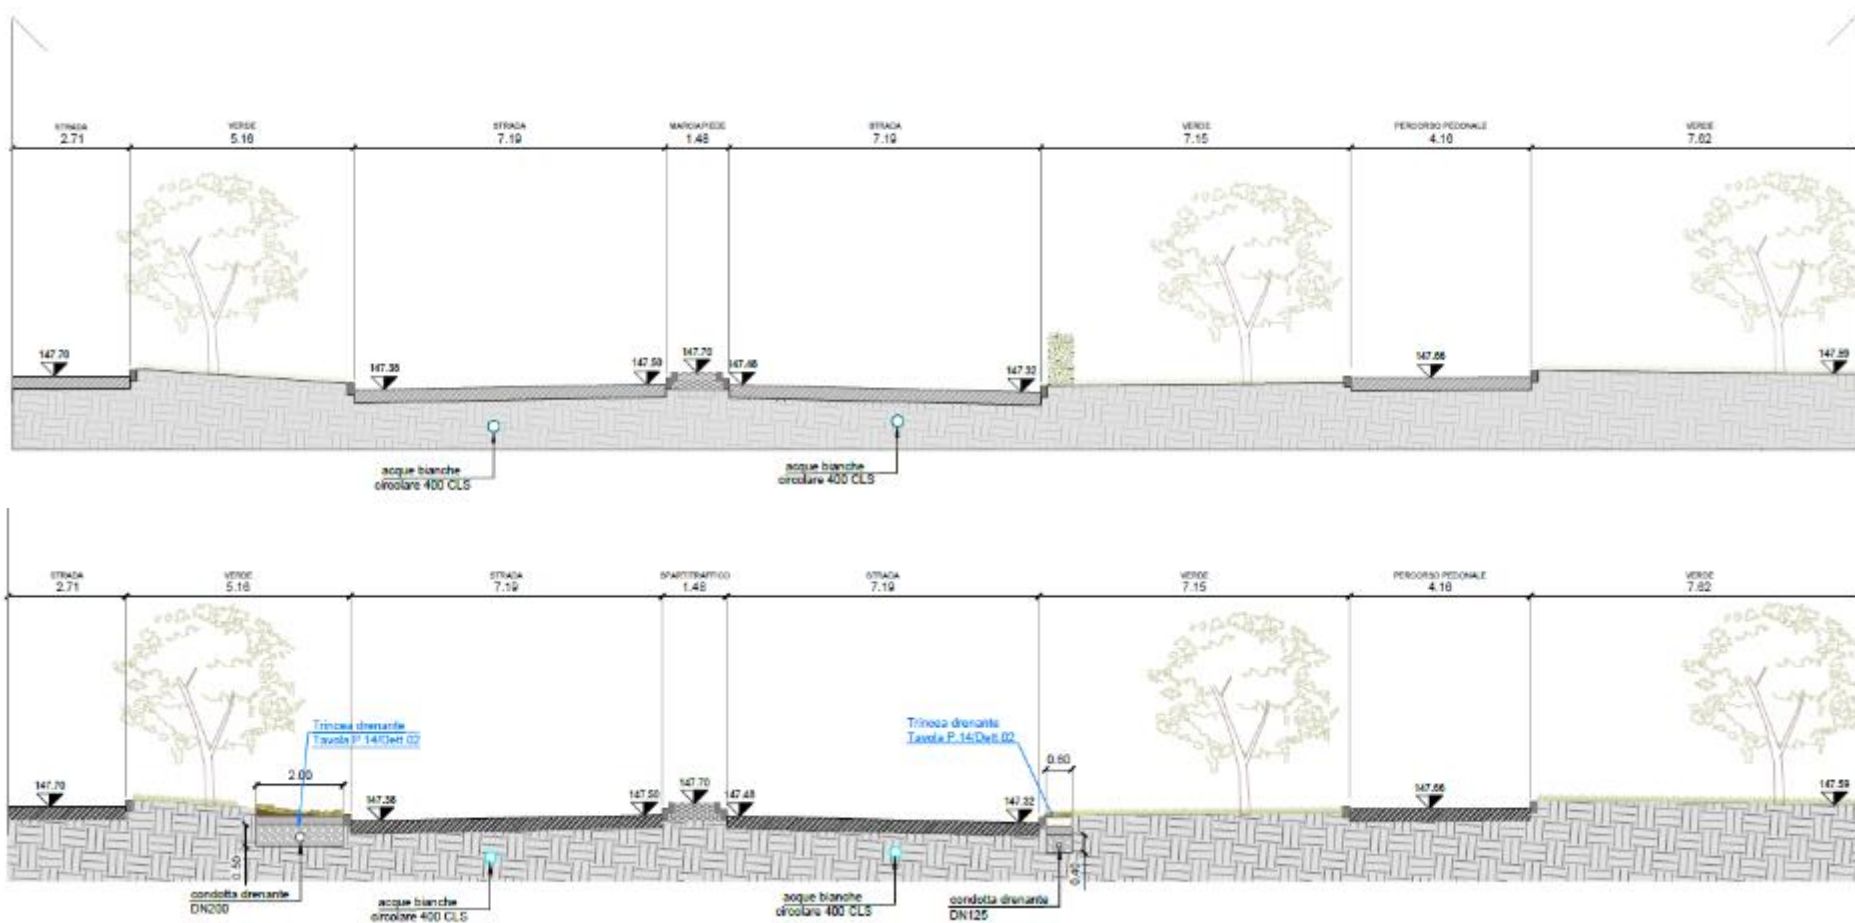 STRADA VERDE STRADA MARCIAPIEDE STRADA VERDE PERCORSO PEDONALE VERDE
2.71 5.16 7.19 1.48 7.19 7.15 4.16 7.62
147.70 147.38 147.50 147.70 147.48 147.32 147.66 147.59
acque bianche
circolare 400 CLS
acque bianche
circolare 400 CLS
STRADA VERDE STRADA SPARTITRAFFICO STRADA VERDE PERCORSO PEDONALE VERDE
2.71 5.16 7.19 1.48 7.19 7.15 4.16 7.62
Trincea drenante
Tavola P.14/Dett.02
Trincea drenante
Tavola P.14/Dett.02
2.00
0.60
147.70 147.38 147.50 147.70 147.48 147.32 147.66 147.59
0.50
0.40
condotta drenante
DN200
acque bianche
circolare 400 CLS
acque bianche
circolare 400 CLS
condotta drenante
DN125